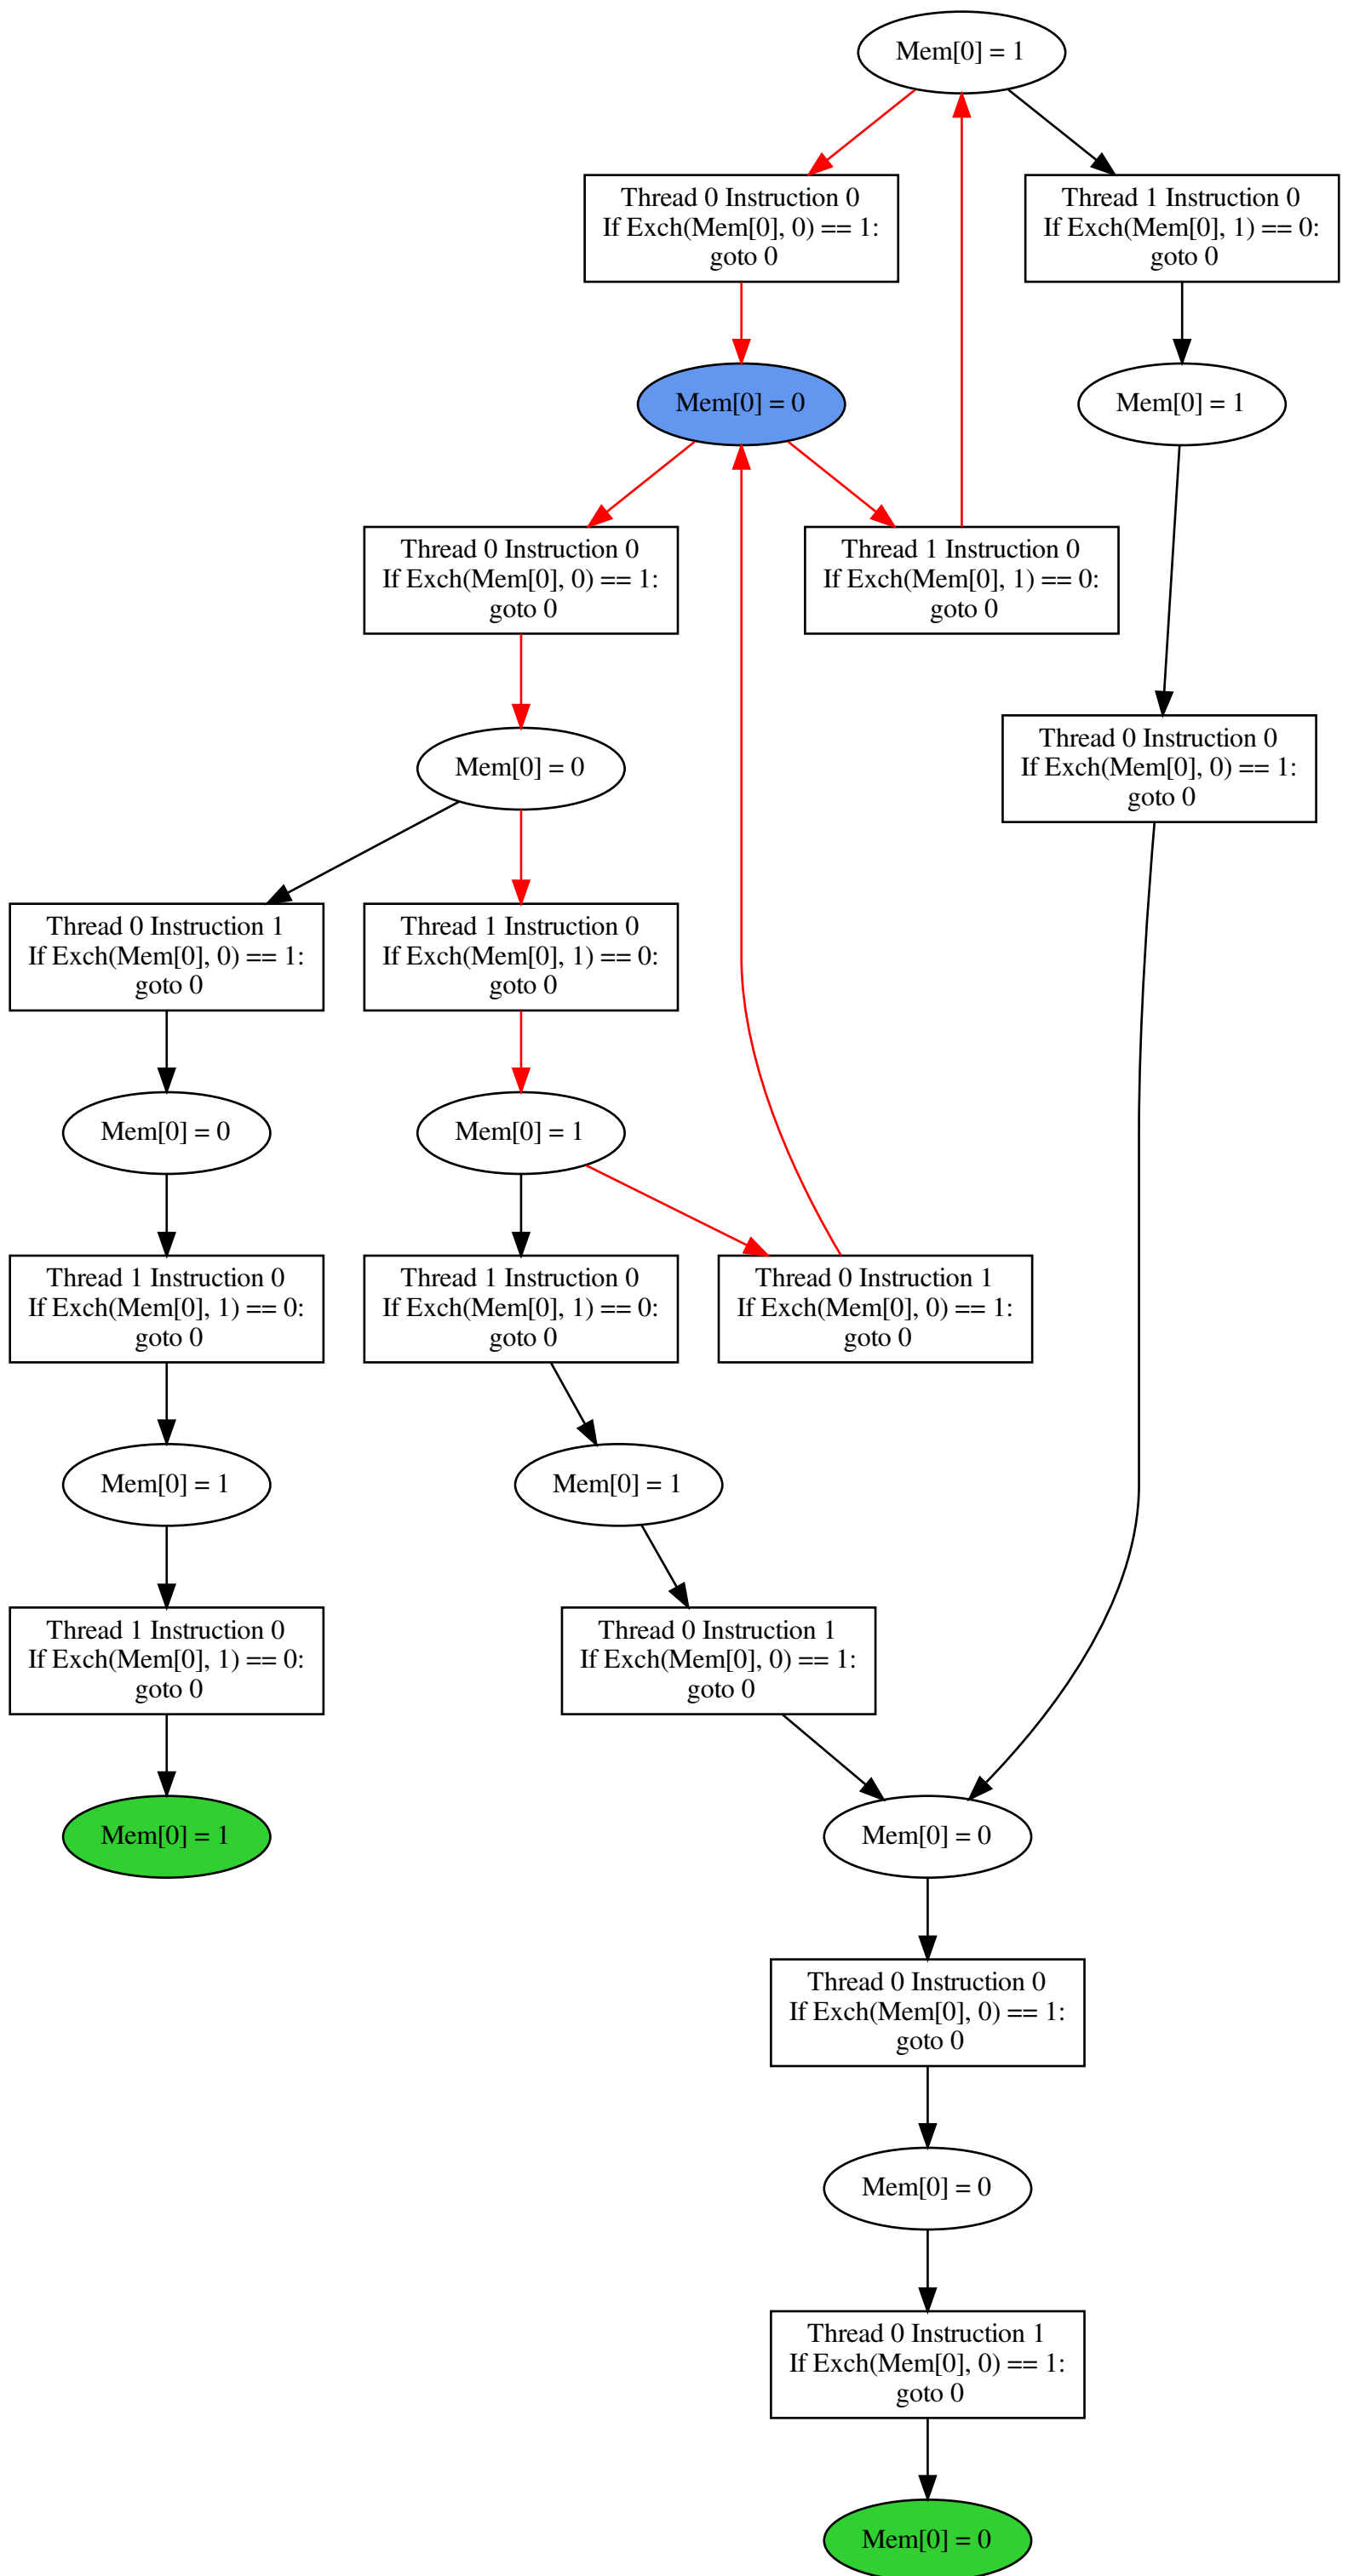 Mem[0] = 1
Thread 0 Instruction 0
If Exch(Mem[0], 0) == 1:
goto 0
Thread 1 Instruction 0
If Exch(Mem[0], 1) == 0:
goto 0
Mem[0] = 0
Mem[0] = 1
Thread 0 Instruction 0
If Exch(Mem[0], 0) == 1:
goto 0
Thread 1 Instruction 0
If Exch(Mem[0], 1) == 0:
goto 0
Thread 0 Instruction 0
If Exch(Mem[0], 0) == 1:
goto 0
Mem[0] = 0
Thread 0 Instruction 1
If Exch(Mem[0], 0) == 1:
goto 0
Thread 1 Instruction 0
If Exch(Mem[0], 1) == 0:
goto 0
Mem[0] = 0
Mem[0] = 1
Thread 1 Instruction 0
If Exch(Mem[0], 1) == 0:
goto 0
Thread 1 Instruction 0
If Exch(Mem[0], 1) == 0:
goto 0
Thread 0 Instruction 1
If Exch(Mem[0], 0) == 1:
goto 0
Mem[0] = 1
Mem[0] = 1
Thread 1 Instruction 0
If Exch(Mem[0], 1) == 0:
goto 0
Thread 0 Instruction 1
If Exch(Mem[0], 0) == 1:
goto 0
Mem[0] = 1
Mem[0] = 0
Thread 0 Instruction 0
If Exch(Mem[0], 0) == 1:
goto 0
Mem[0] = 0
Thread 0 Instruction 1
If Exch(Mem[0], 0) == 1:
goto 0
Mem[0] = 0